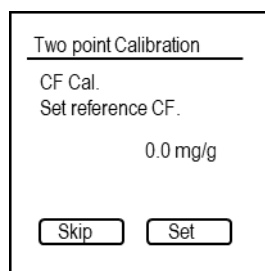 Two point Calibration
CF Cal.
Set reference CF.
0.0 mg/g
Skip Set